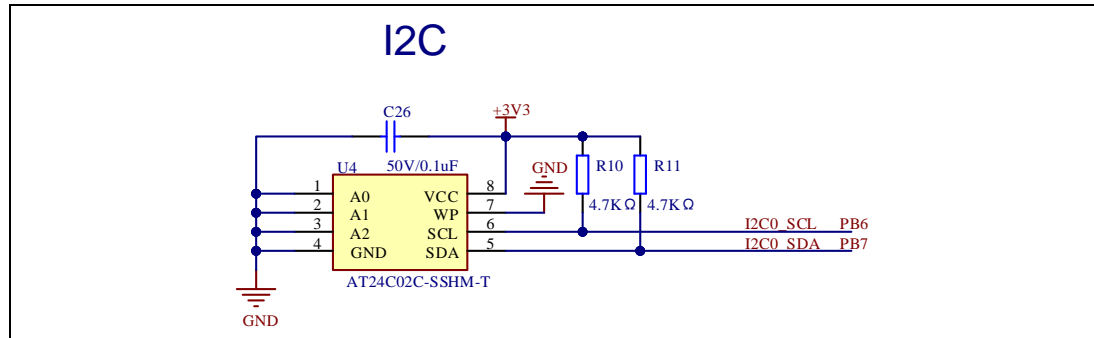 I2C
C26
+3V3
50V/0.1uF
GND
R10
R11
U4
1 A0 VCC 8
2 A1 WP 7
3 A2 SCL 6
4 GND SDA 5
4.7KΩ 4.7KΩ
I2C0_SCL PB6
I2C0_SDA PB7
AT24C02C-SSHM-T
GND